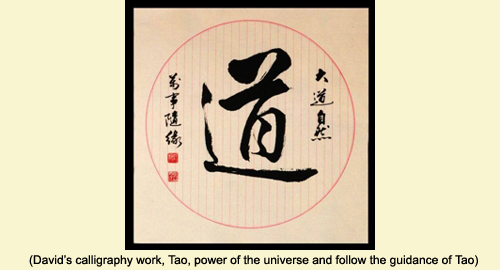 大道自然
道
萬事隨緣
(David's calligraphy work, Tao, power of the universe and follow the guidance of Tao)